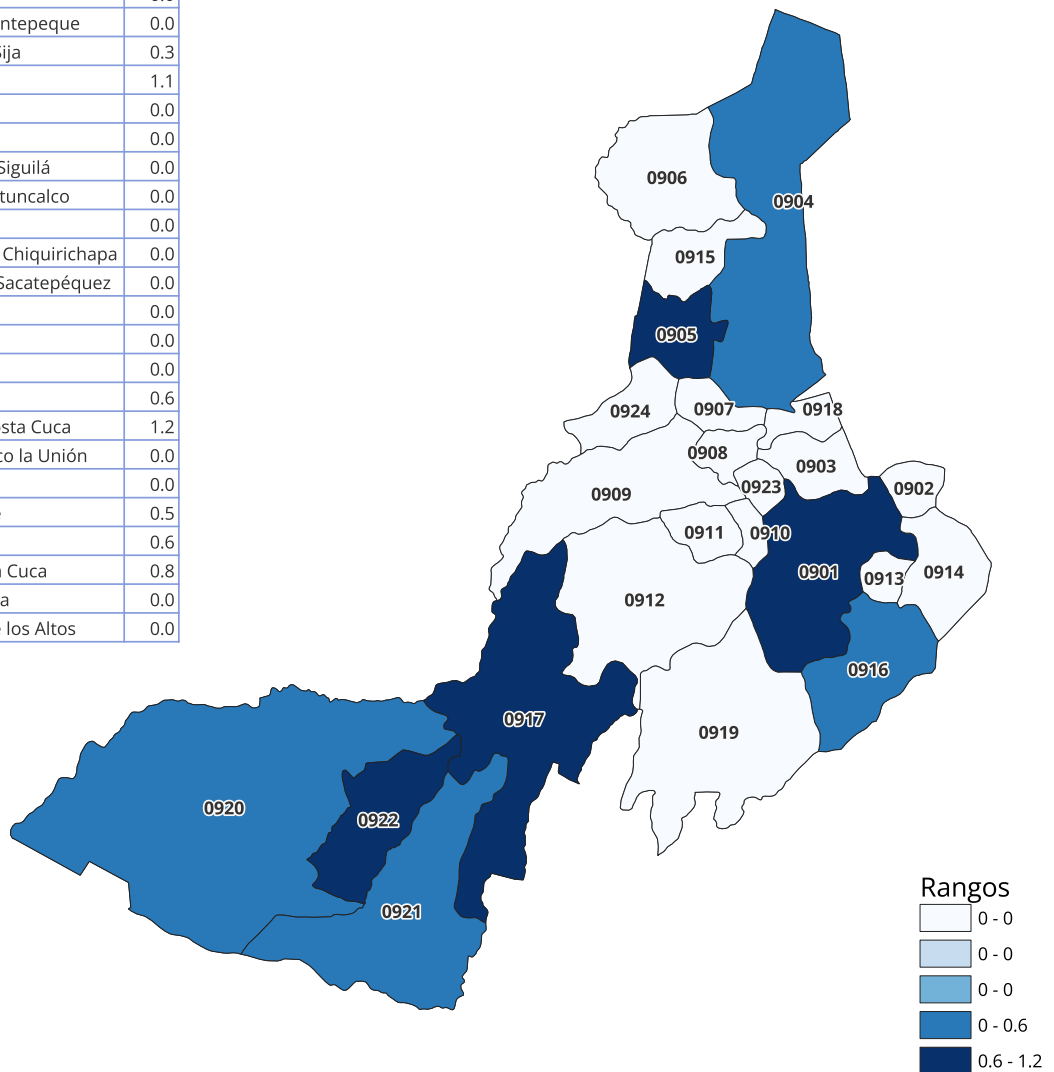 ntepeque 0.0
Sija 0.3
1.1
0.0
0.0
Siguilá 0.0
tuncalco 0.0
0.0
Chiquirichapa 0.0
Sacatepéquez 0.0
0.0
0.0
0.0
0.6
osta Cuca 1.2
co la Unión 0.0
0.0
0.5
0.6
a Cuca 0.8
a 0.0
e los Altos 0.0
0906
0904
0915
0905
0924
0907
0918
0908
0903
0909
0923
0902
0911
0910
0901
0913
0914
0912
0916
0917
0919
0920
0922
0921
Rangos
0 - 0
0 - 0
0 - 0
0 - 0.6
0.6 - 1.2